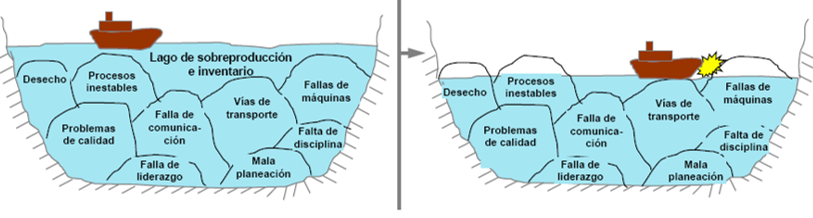 Lago de sobreproducción
e inventario
Desecho
Procesos
inestables
Fallas de
máquinas
Vías de
transporte
Falla de
comunica-
ción
Problemas
de calidad
Falta de
disciplina
Falla de
liderazgo
Mala
planeación
Desecho
Procesos
inestables
Fallas de
máquinas
Vías de
transporte
Falla de
comuni-
ción
Problemas
de calidad
Falta de
disciplina
Falla de
liderazgo
Mala
planeación